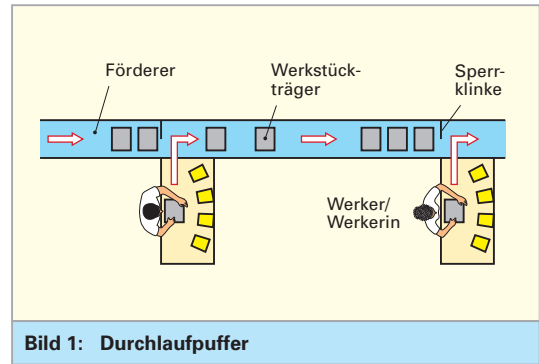 Förderer
Werkstück-
träger
Sperr-
klinke
Werker/
Werkerin
Bild 1: Durchlaufpuffer